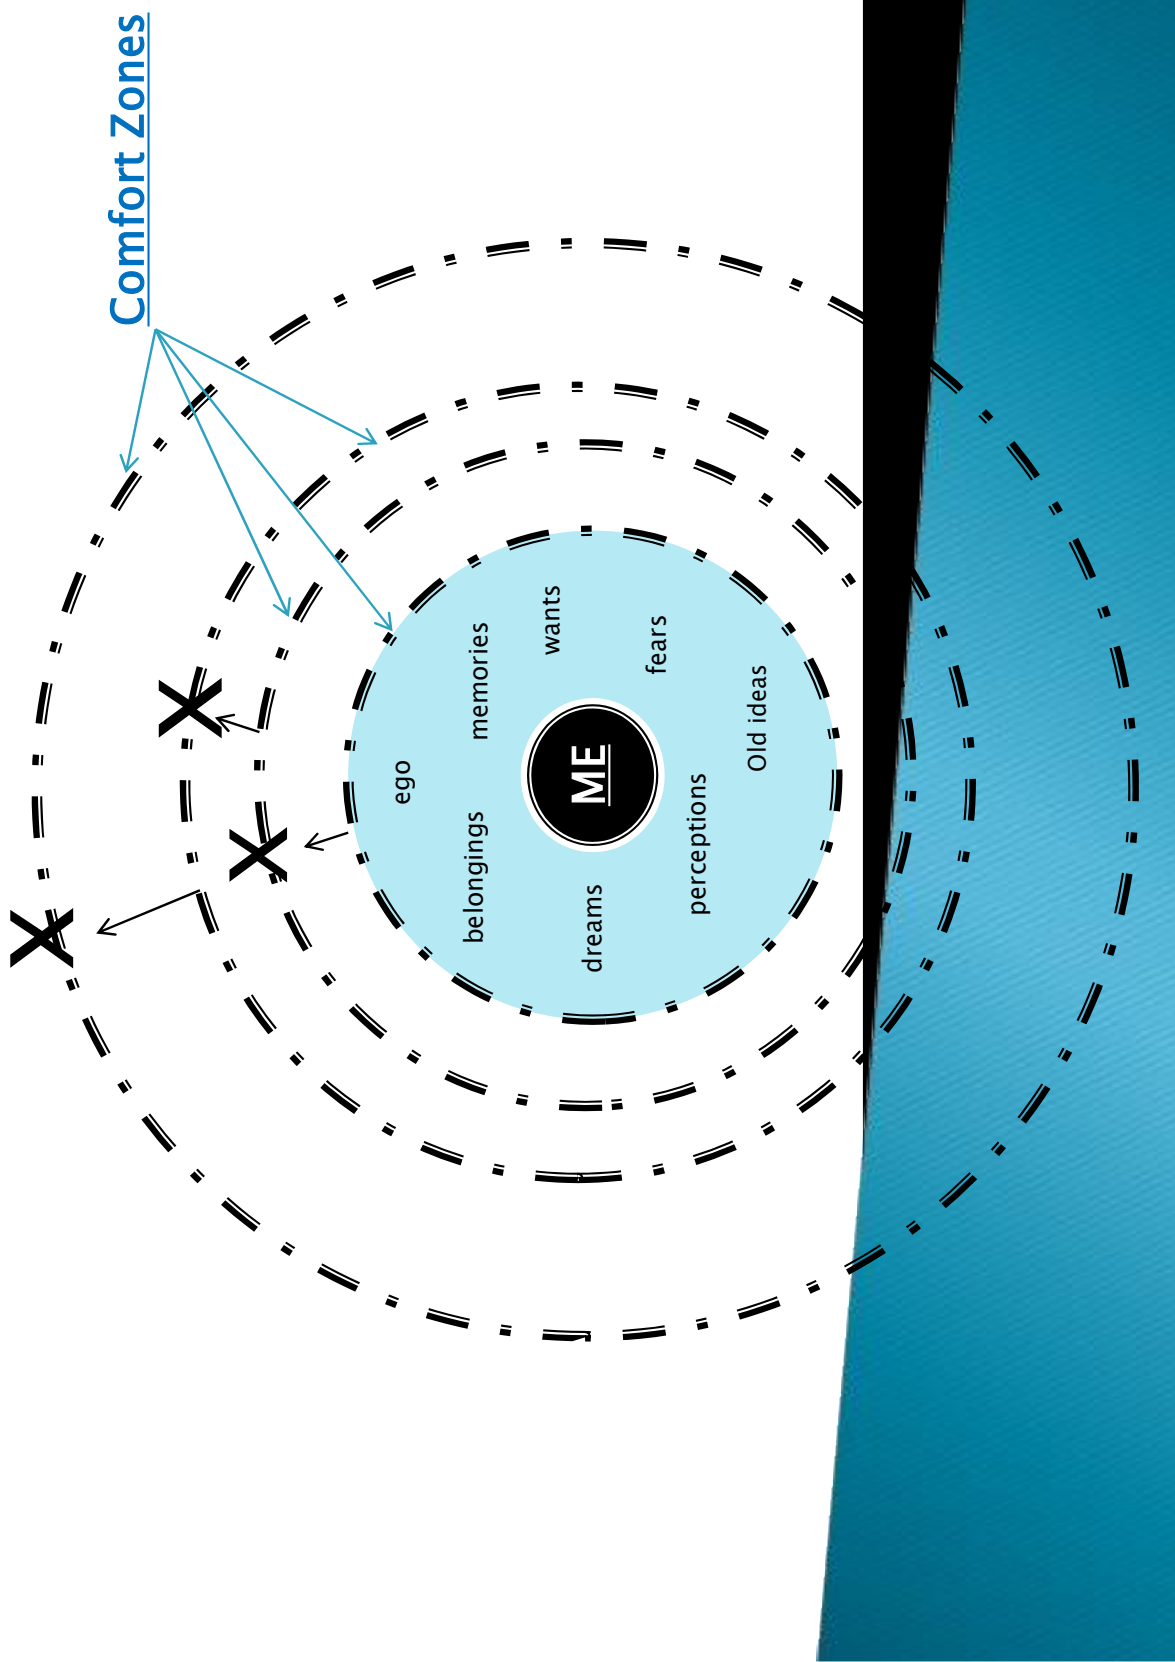 Comfort Zones
X
X
X
ego
belongings
memories
wants
dreams
ME
fears
perceptions
Old ideas